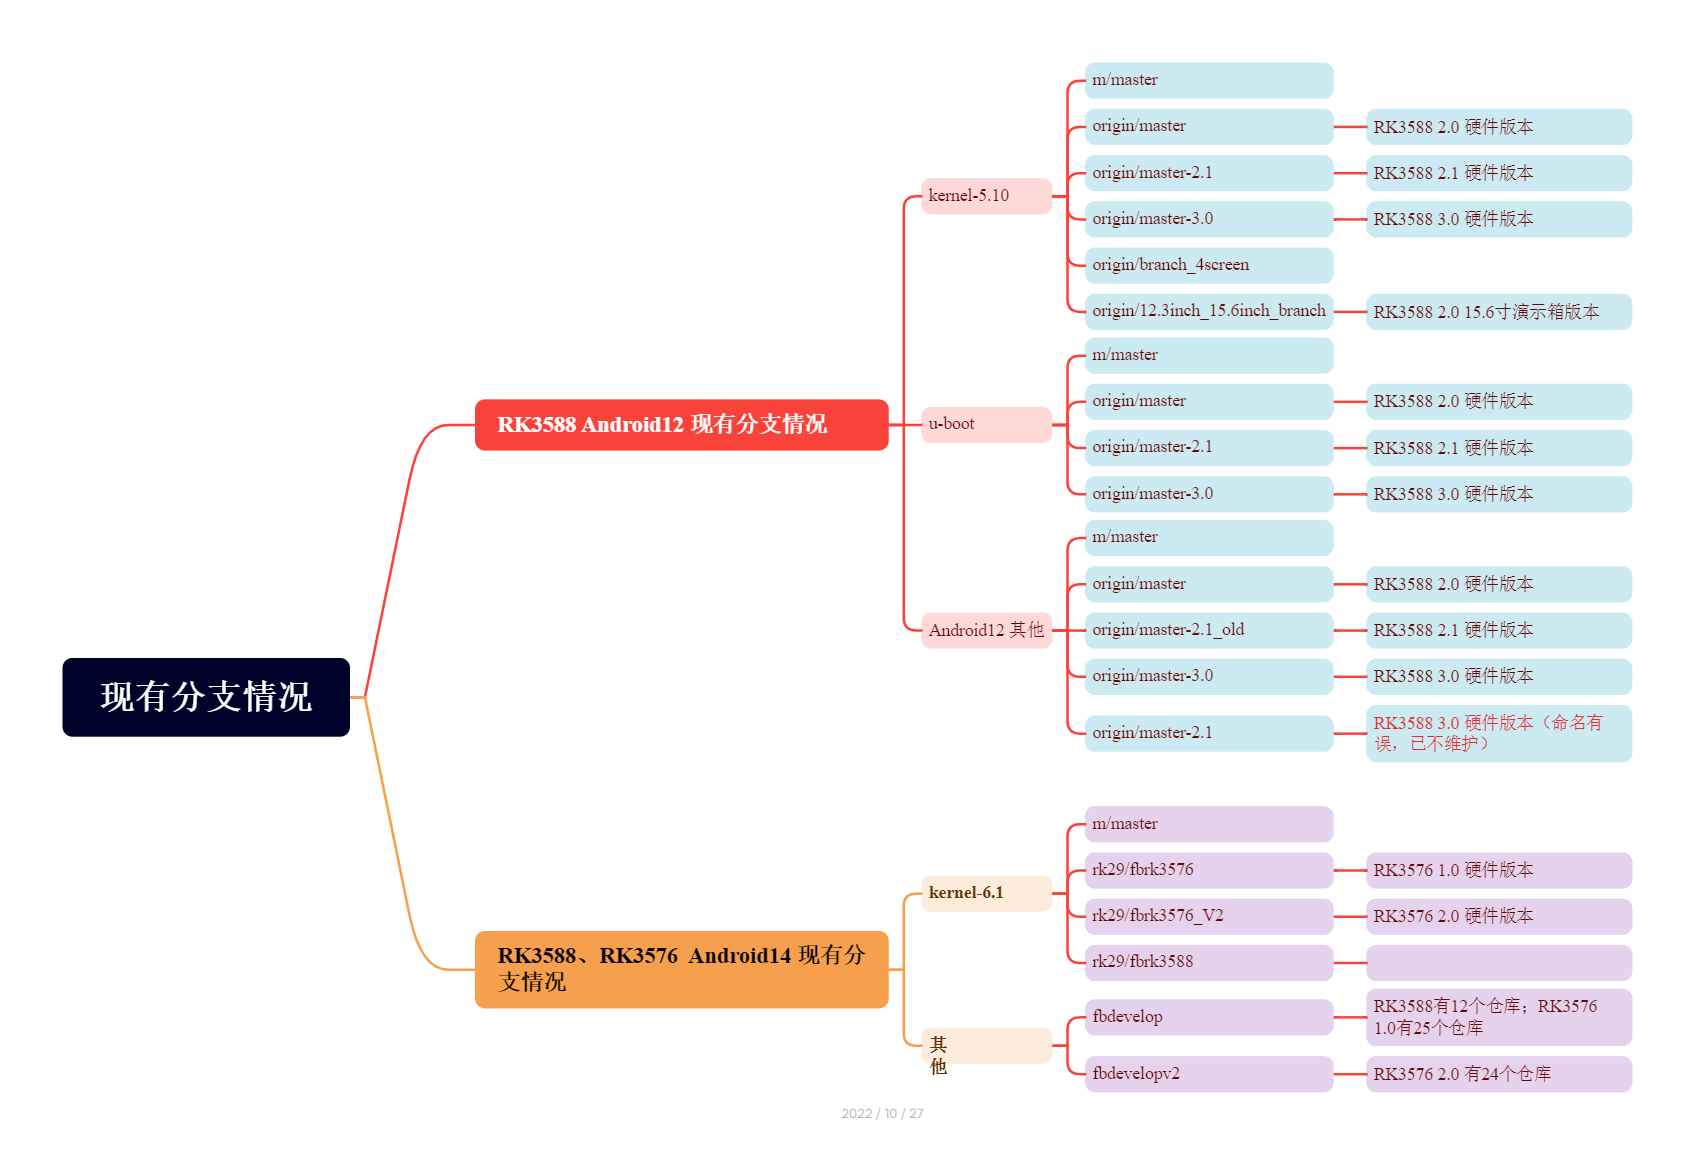 现有分支情况
RK3588 Android12 现有分支情况
kernel-5.10
m/master
origin/master
RK3588 2.0 硬件版本
origin/master-2.1
RK3588 2.1 硬件版本
origin/master-3.0
RK3588 3.0 硬件版本
origin/branch_4screen
origin/12.3inch_15.6inch_branch
RK3588 2.0 15.6寸演示箱版本
u-boot
m/master
origin/master
RK3588 2.0 硬件版本
origin/master-2.1
RK3588 2.1 硬件版本
origin/master-3.0
RK3588 3.0 硬件版本
Android12 其他
m/master
origin/master
RK3588 2.0 硬件版本
origin/master-2.1_old
RK3588 2.1 硬件版本
origin/master-3.0
RK3588 3.0 硬件版本
origin/master-2.1
RK3588 3.0 硬件版本（命名有
误，已不维护）
RK3588、RK3576 Android14 现有分
支情况
kernel-6.1
m/master
rk29/fbrk3576
RK3576 1.0 硬件版本
rk29/fbrk3576_V2
RK3576 2.0 硬件版本
rk29/fbrk3588
其
他
fbdevelop
RK3588有12个仓库；RK3576
1.0有25个仓库
fbdevelopv2
RK3576 2.0 有24个仓库
2022 / 10 / 27